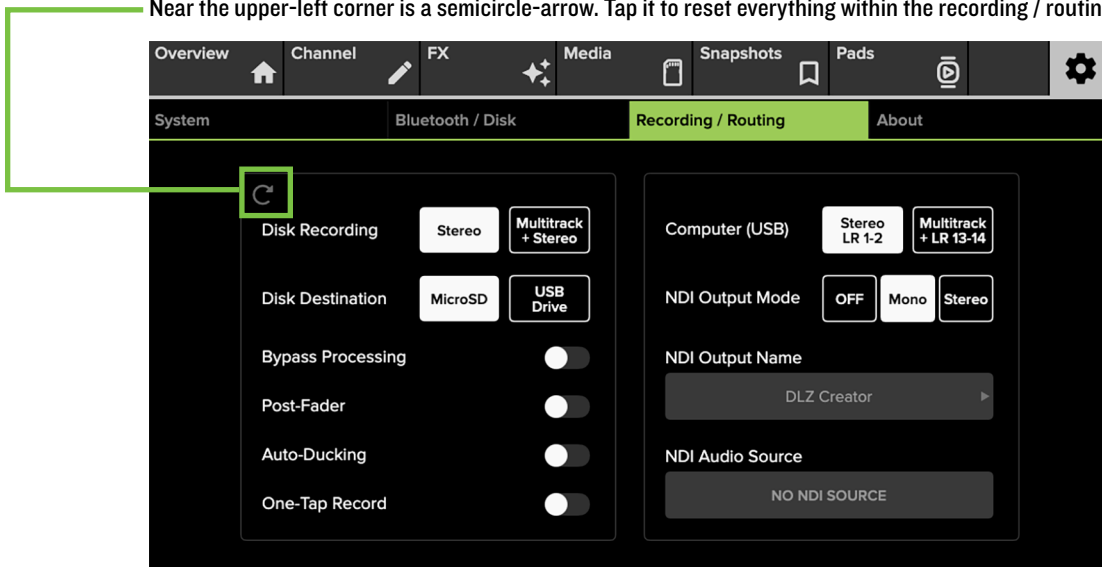 Near the upper-left corner is a semicircle-arrow. Tap it to reset everything within the recording / routin
Overview Channel FX Media Snapshots Pads
System Bluetooth / Disk Recording / Routing About
Disk Recording
Stereo
Multitrack
+ Stereo
Disk Destination
MicroSD
USB
Drive
Bypass Processing
Post-Fader
Auto-Ducking
One-Tap Record
Computer (USB)
Stereo
LR 1-2
Multitrack
+ LR 13-14
NDI Output Mode
OFF
Mono
Stereo
NDI Output Name
DLZ Creator
NDI Audio Source
NO NDI SOURCE